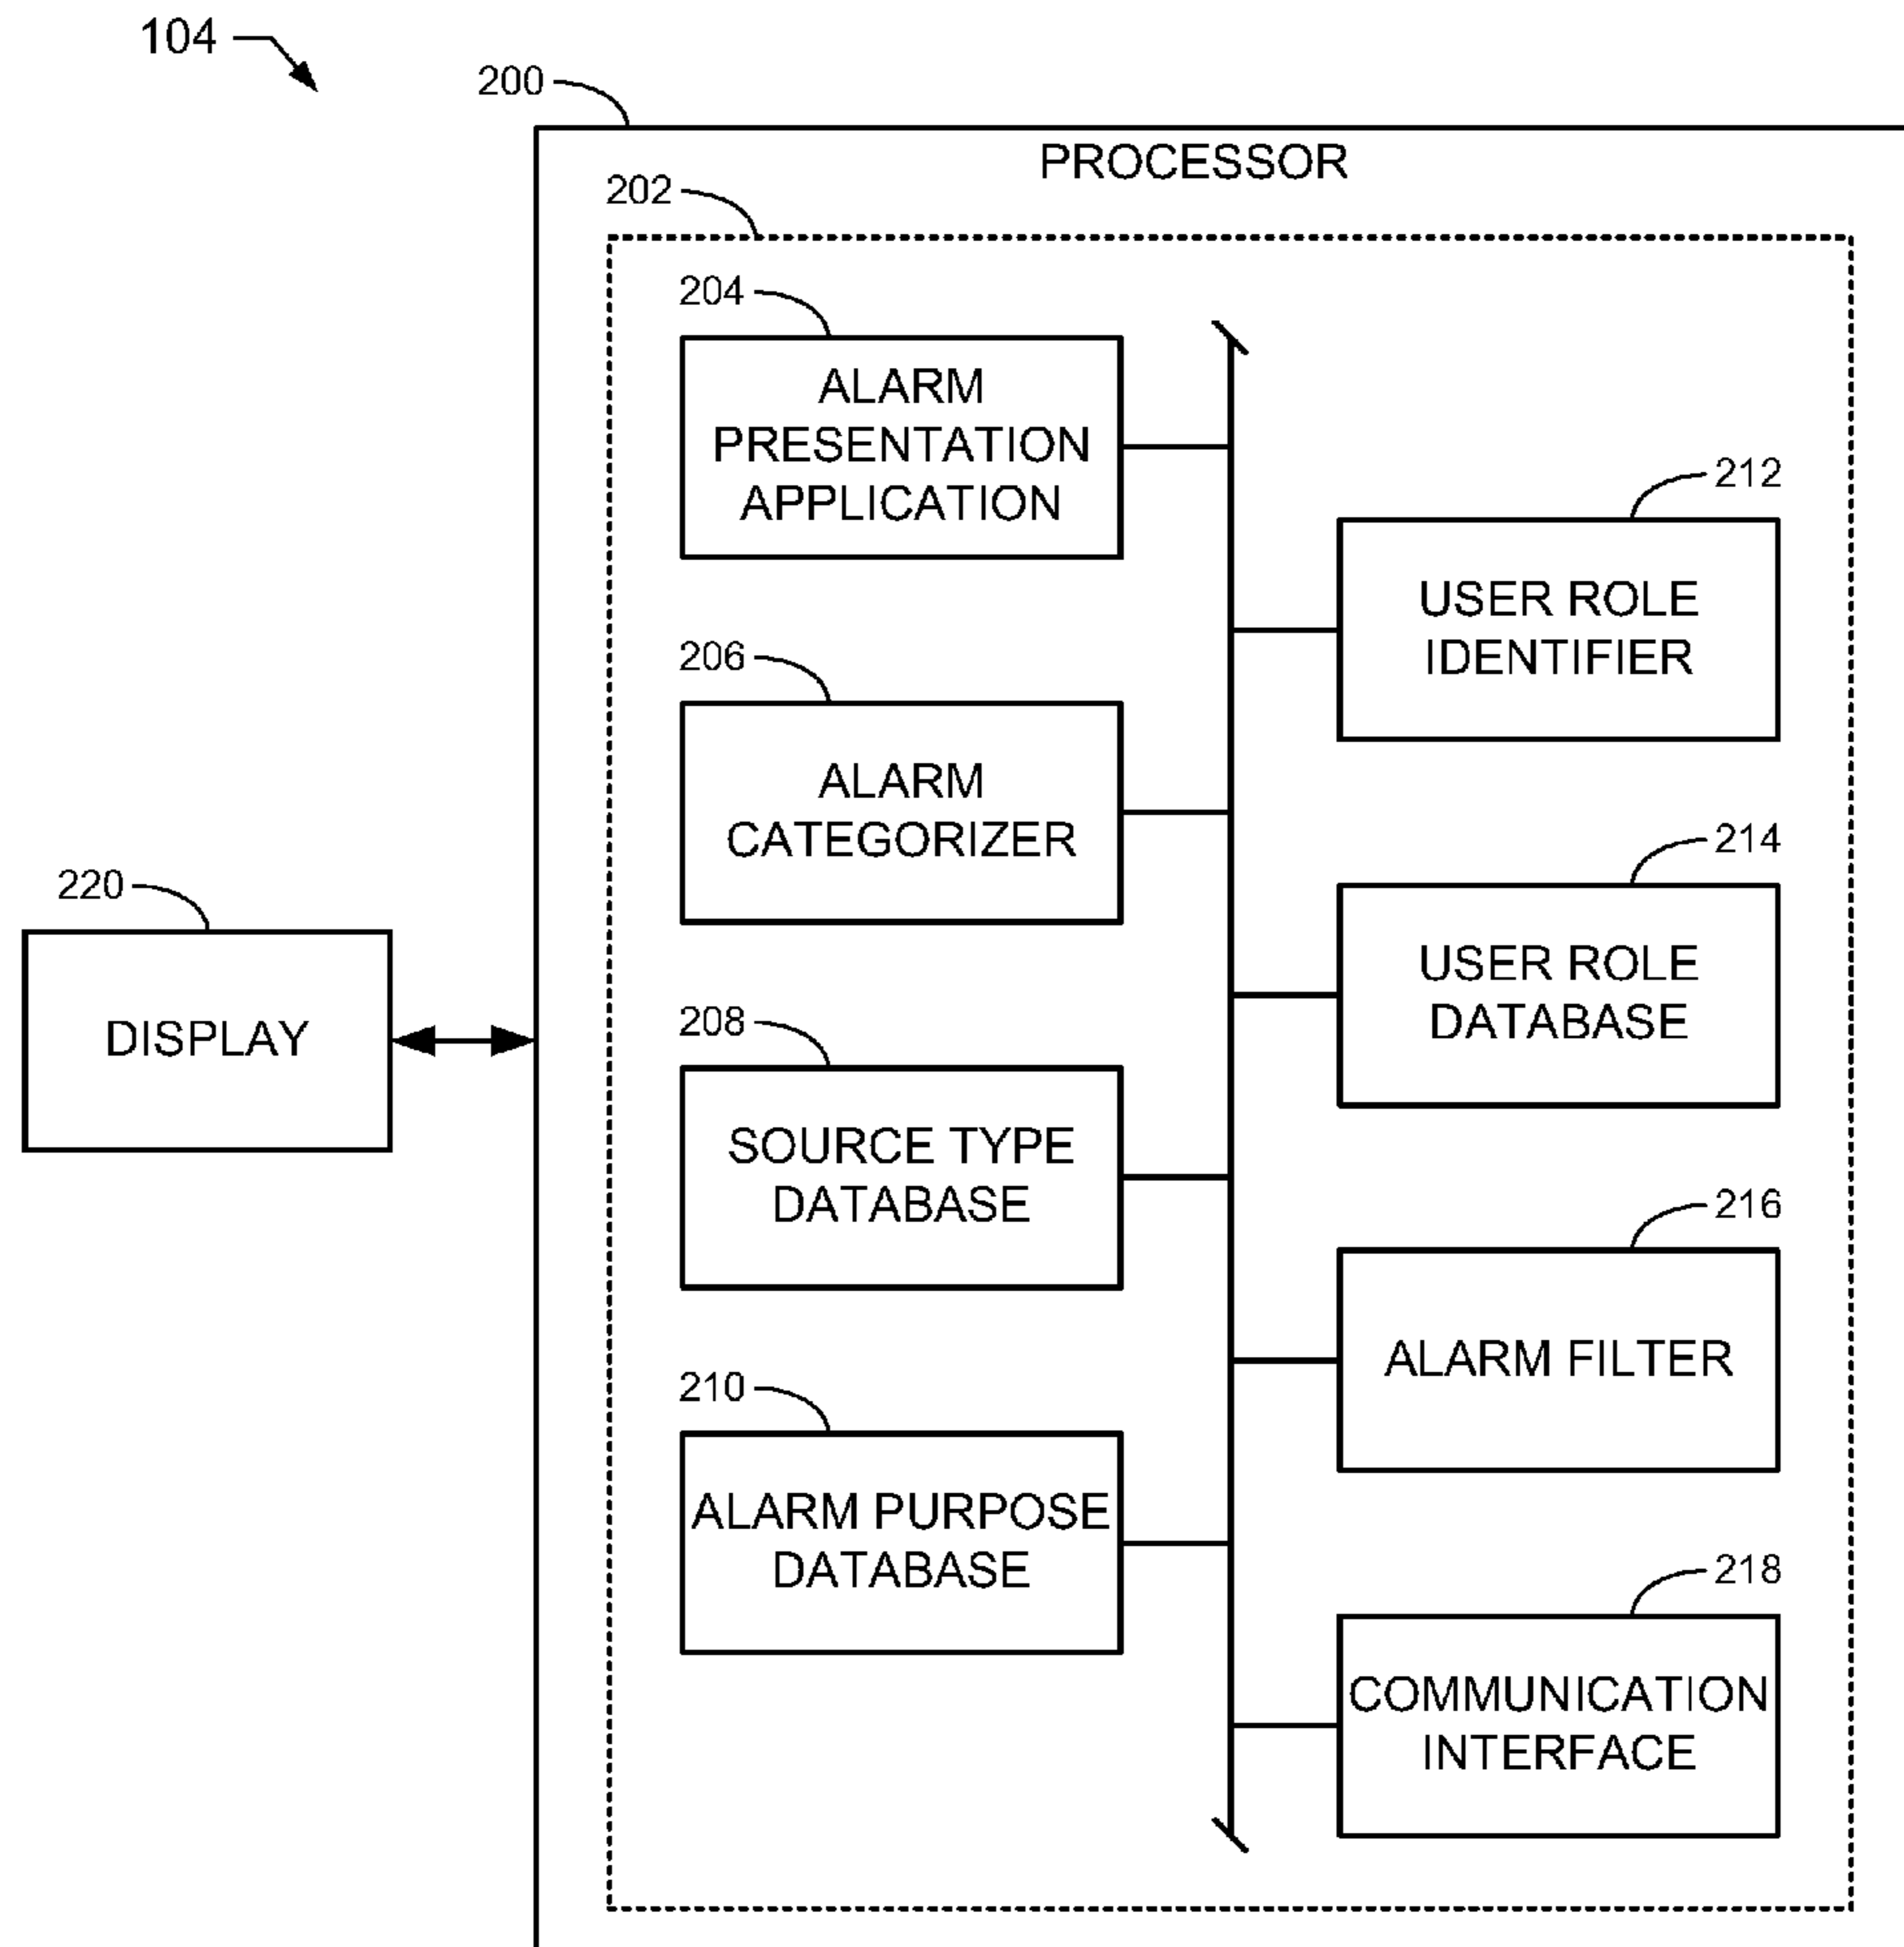 104
200
PROCESSOR
202
204
ALARM
PRESENTATION
APPLICATION
212
USER ROLE
IDENTIFIER
206
ALARM
CATEGORIZER
214
USER ROLE
DATABASE
220
DISPLAY
208
SOURCE TYPE
DATABASE
216
ALARM FILTER
210
ALARM PURPOSE
DATABASE
218
COMMUNICATION
INTERFACE